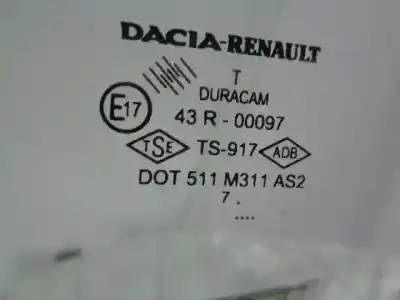 DACIA-RENAULT
T
DURACAM
E17 43 R - 00097
TSE TS-917 ADB
DOT 511 M311 AS2
7 .
....